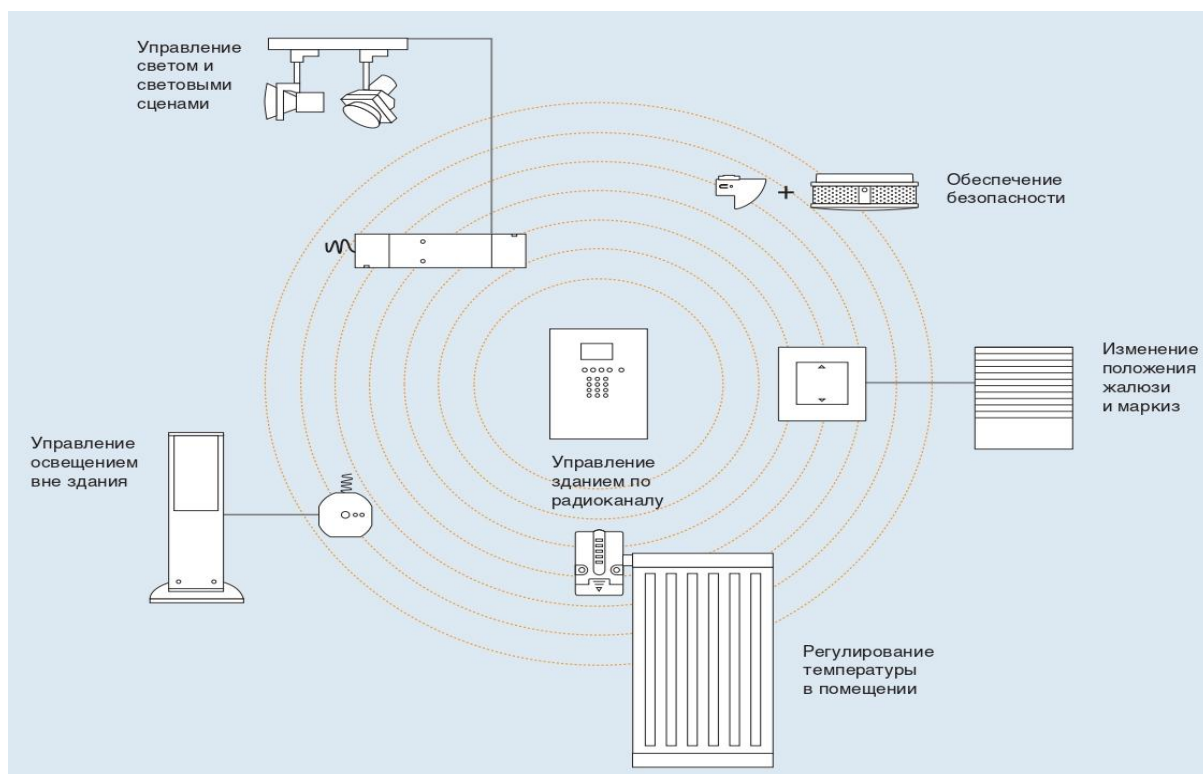 Управление
светом и
световыми
сценами
Обеспечение
безопасности
Изменение
положения
жалюзи
и маркиз
Управление
освещением
вне здания
Управление
зданием по
радиоканалу
Регулирование
температуры
в помещении